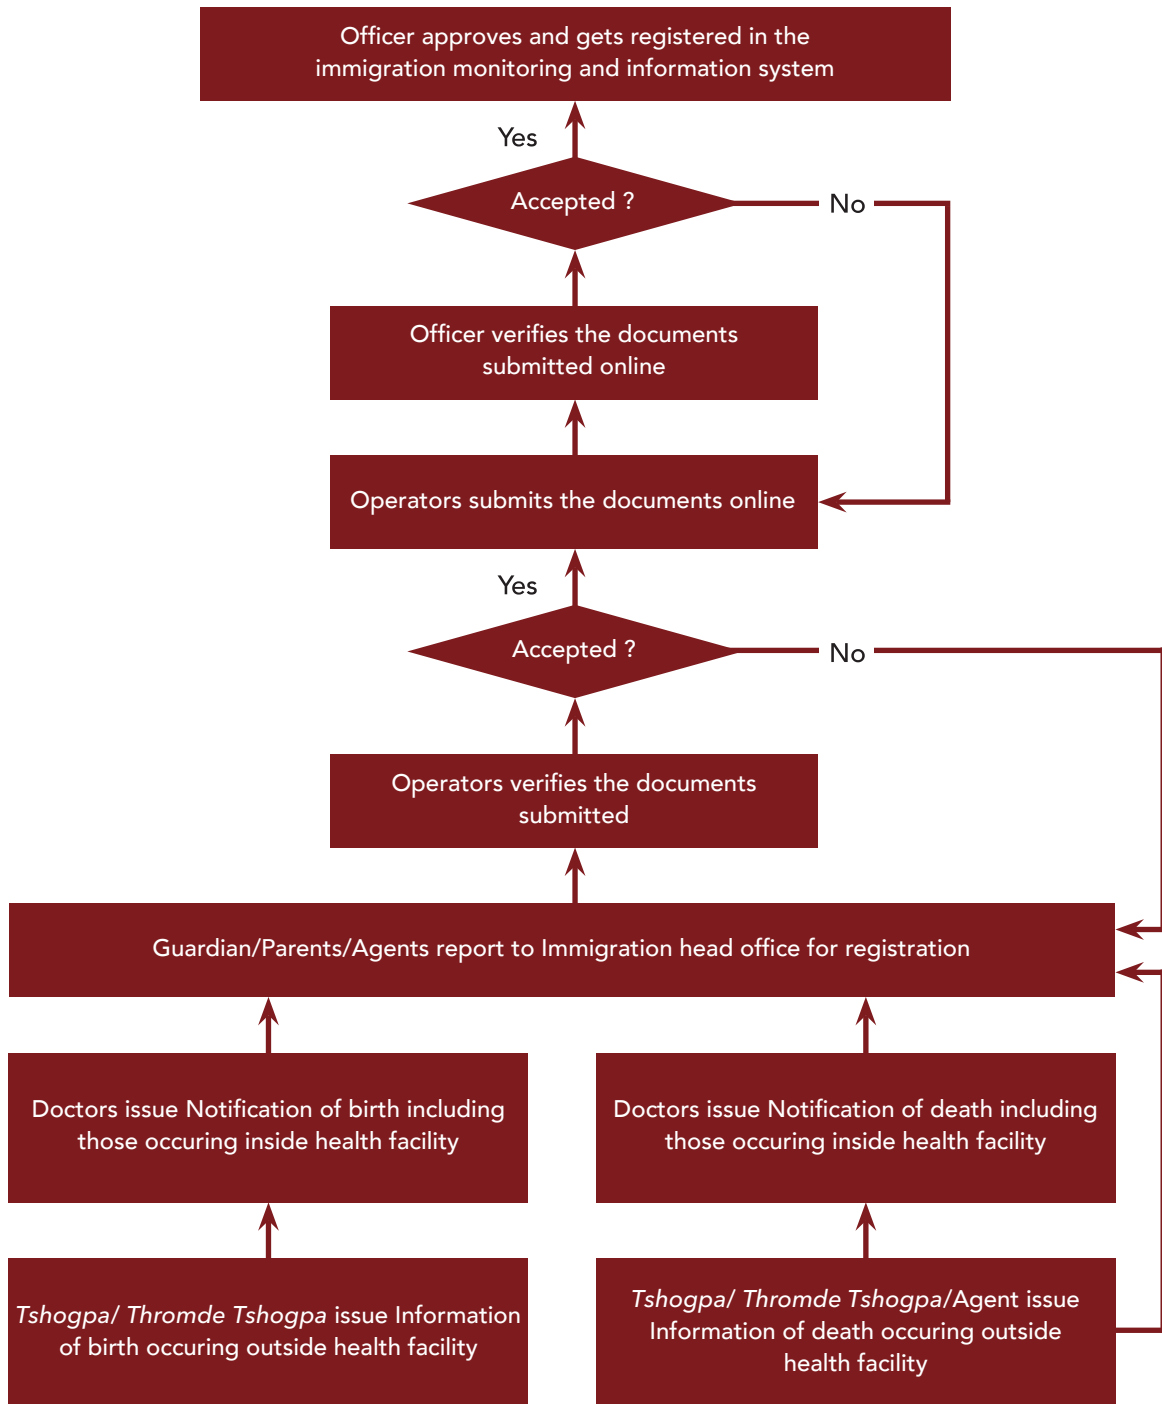 Officer approves and gets registered in the
immigration monitoring and information system
Yes
Accepted ?
No
Officer verifies the documents
submitted online
Operators submits the documents online
Yes
Accepted ?
No
Operators verifies the documents
submitted
Guardian/Parents/Agents report to Immigration head office for registration
Doctors issue Notification of birth including
those occuring inside health facility
Doctors issue Notification of death including
those occuring inside health facility
Tshogpa/ Thromde Tshogpa issue Information
of birth occuring outside health facility
Tshogpa/ Thromde Tshogpa/Agent issue
Information of death occuring outside
health facility